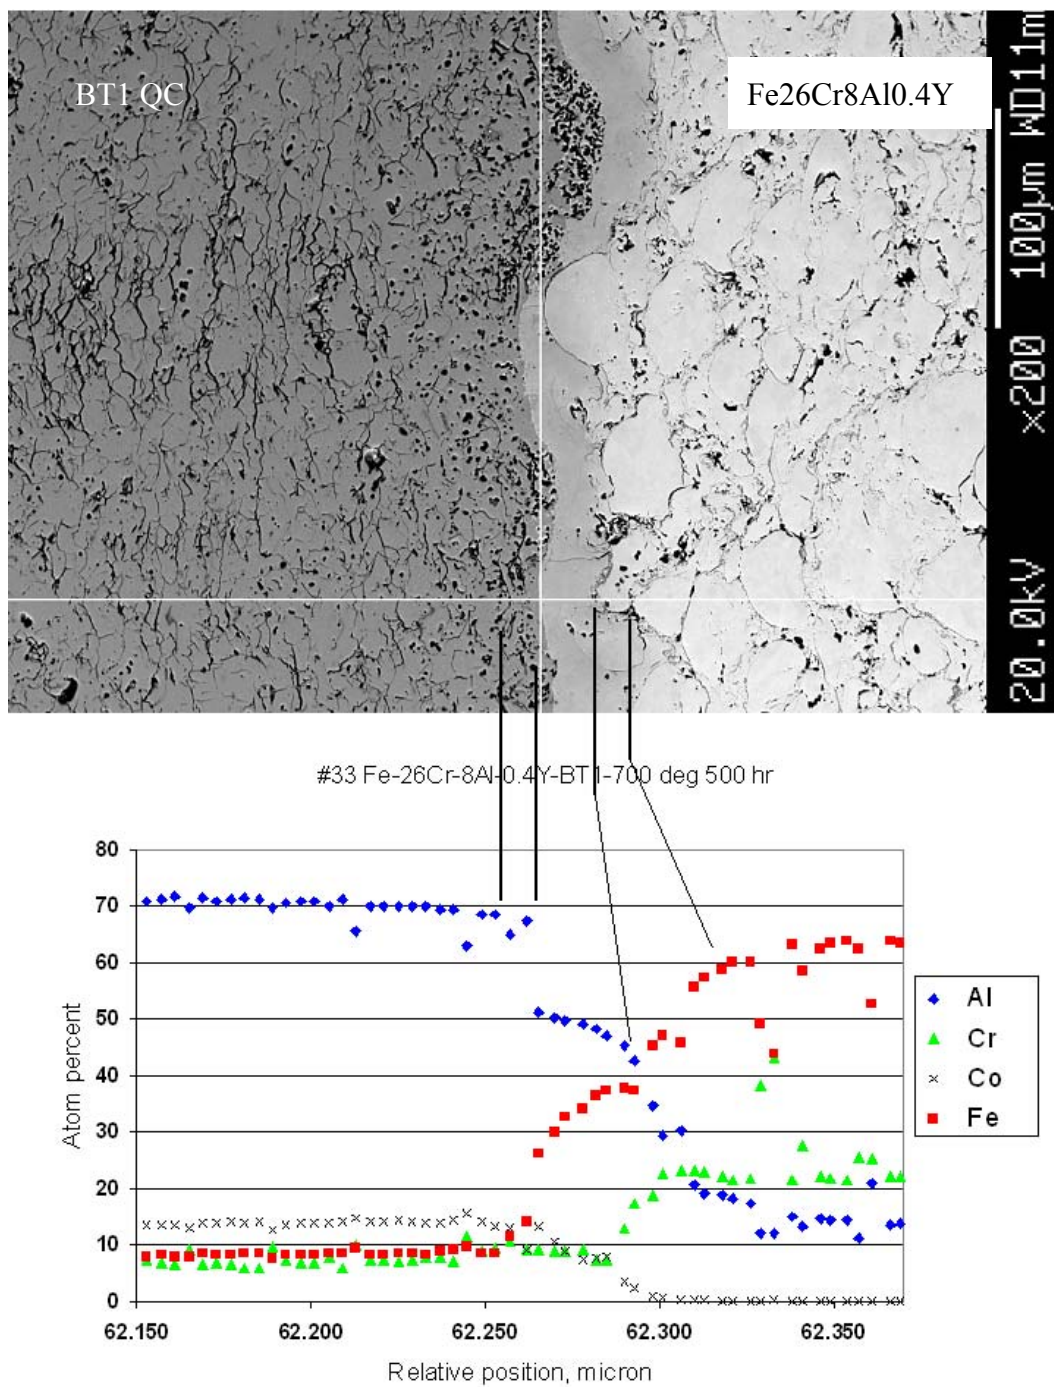 BT1 QC
Fe26Cr8Al0.4Y
20.0kV ×200 100µm WD11m
#33 Fe-26Cr-8Al-0.4Y-BT1-700 deg 500 hr
80
70
60
50
40
30
20
10
0
Atom percent
62.150 62.200 62.250 62.300 62.350
Relative position, micron
Al
Cr
Co
Fe